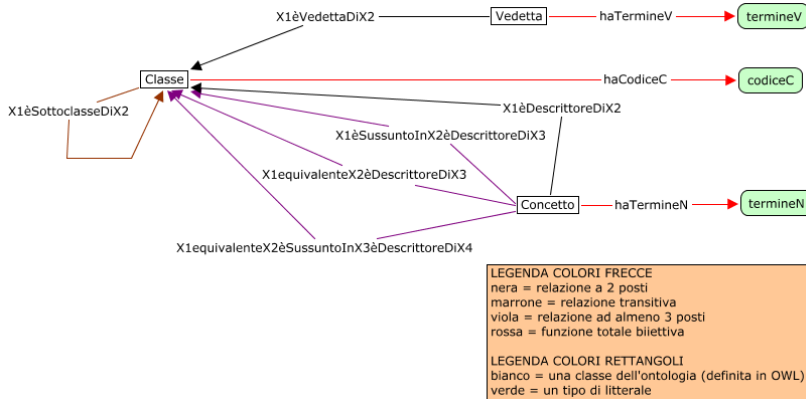 X1èVedettaDiX2
Vedetta
haTermineV
termineV
Classe
haCodiceC
codiceC
X1èSottoclasseDiX2
X1èDescrittoreDiX2
X1èSussuntoInX2èDescrittoreDiX3
X1equivalenteX2èDescrittoreDiX3
Concetto
haTermineN
termineN
X1equivalenteX2èSussuntoInX3èDescrittoreDiX4
LEGENDA COLORI FRECCE
nera = relazione a 2 posti
marrone = relazione transitiva
viola = relazione ad almeno 3 posti
rossa = funzione totale biiettiva
LEGENDA COLORI RETTANGOLI
bianco = una classe dell'ontologia (definita in OWL)
verde = un tipo di litterale